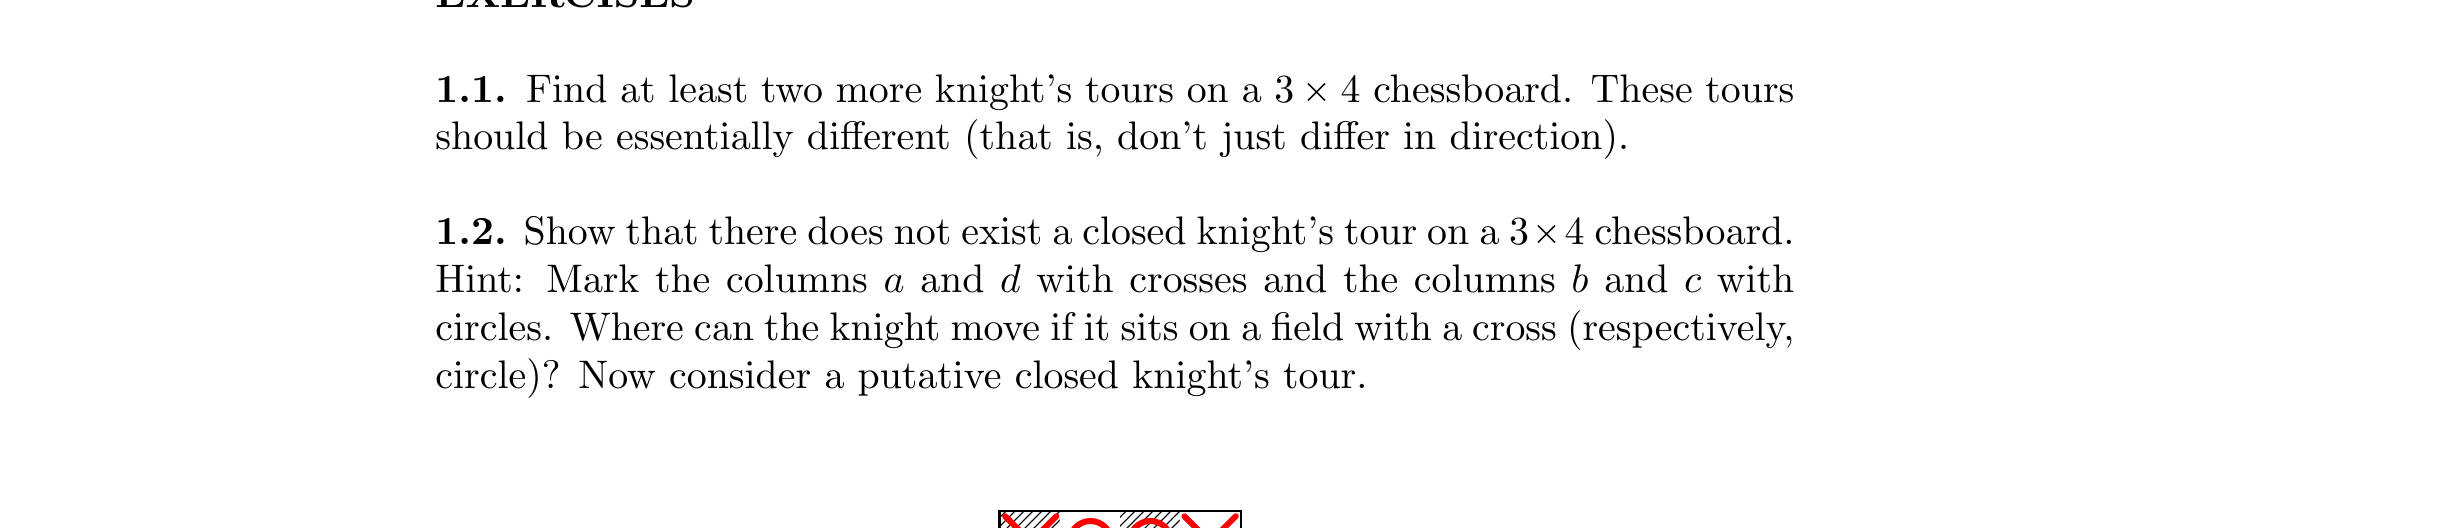 EXERCISES
1.1. Find at least two more knight's tours on a 3 × 4 chessboard. These tours
should be essentially different (that is, don't just differ in direction).
1.2. Show that there does not exist a closed knight's tour on a 3×4 chessboard.
Hint: Mark the columns a and d with crosses and the columns b and c with
circles. Where can the knight move if it sits on a field with a cross (respectively,
circle)? Now consider a putative closed knight's tour.